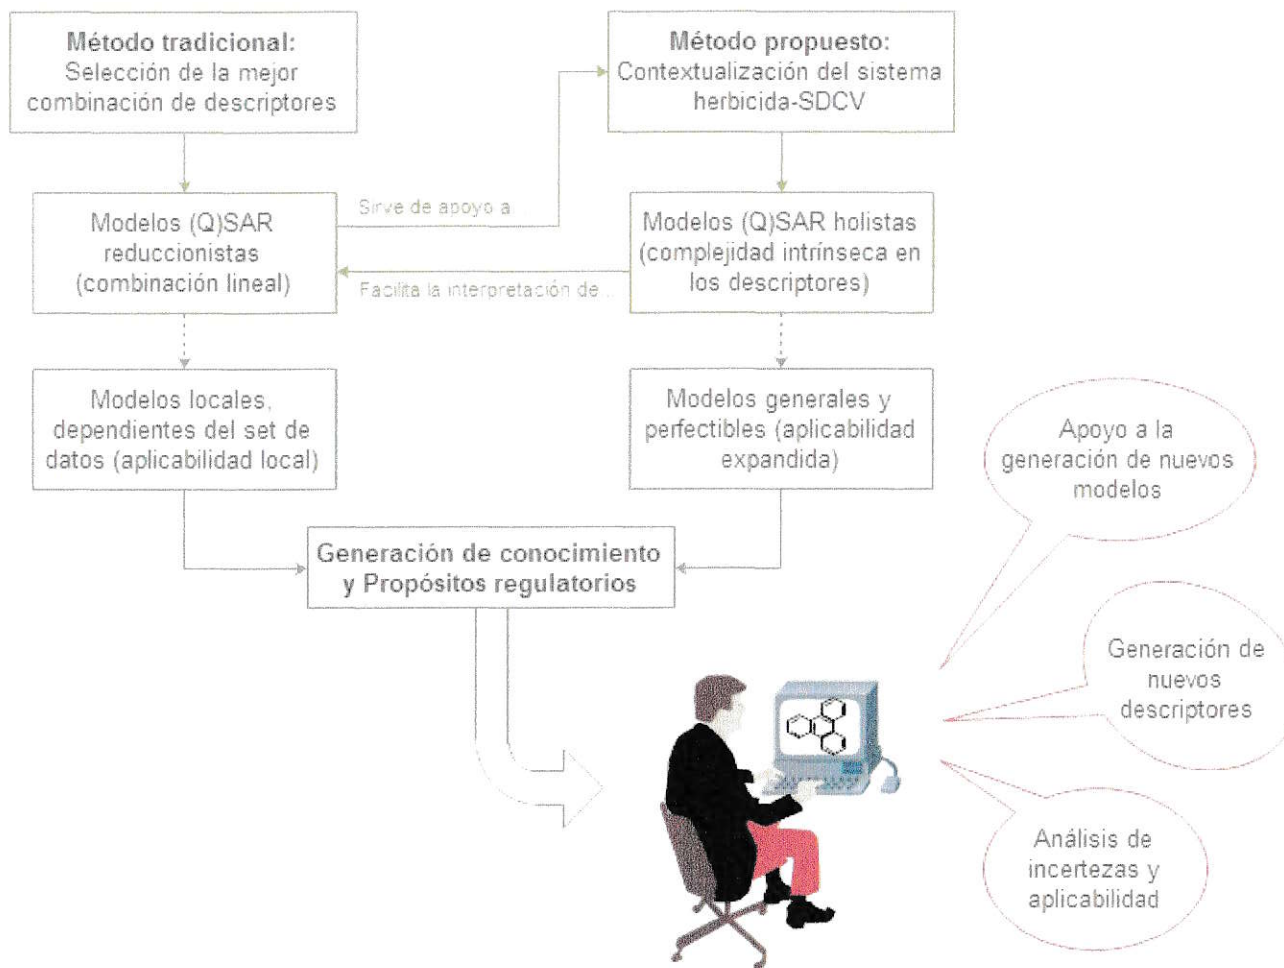 Método tradicional:
Selección de la mejor
combinación de descriptores
Método propuesto:
Contextualización del sistema
herbicida-SDCV
Modelos (Q)SAR
reduccionistas
(combinación lineal)
Sirve de apoyo a...
Facilita la interpretación de...
Modelos (Q)SAR holistas
(complejidad intrínseca en
los descriptores)
Modelos locales,
dependientes del set de
datos (aplicabilidad local)
Modelos generales y
perfectibles (aplicabilidad
expandida)
Generación de conocimiento
y Propósitos regulatorios
Apoyo a la
generación de nuevos
modelos
Generación de
nuevos
descriptores
Análisis de
incertezas y
aplicabilidad